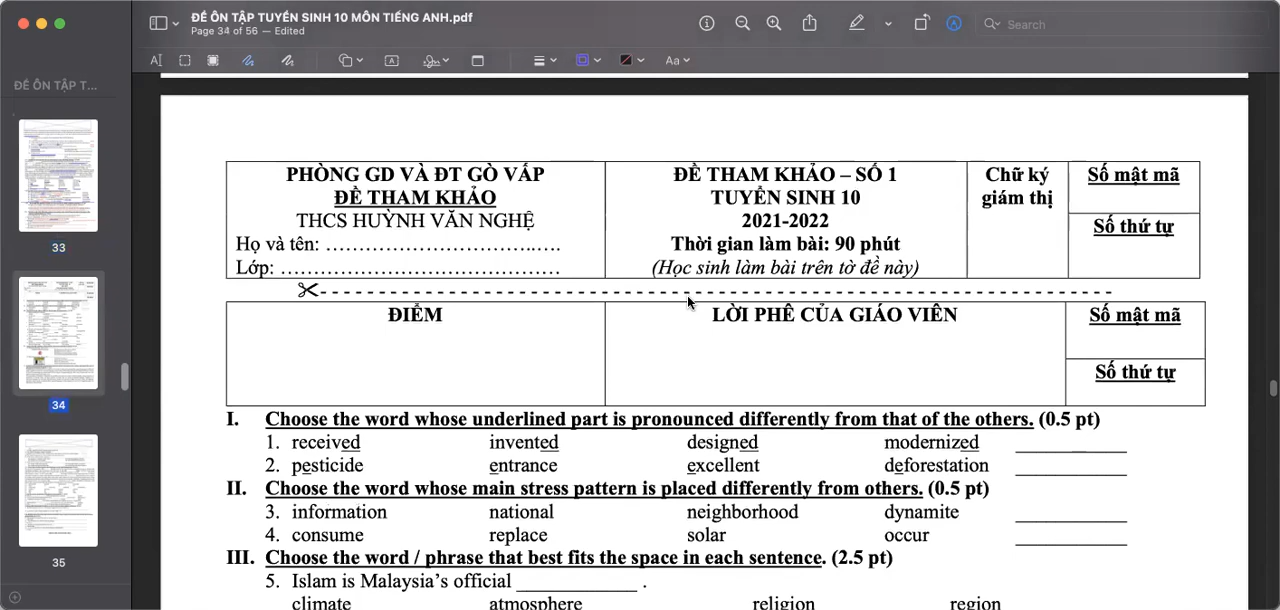 ĐỀ ÔN TẬP TUYỂN SINH 10 MÔN TIẾNG ANH.pdf
Page 34 of 56 — Edited
Search
Aa
ĐỀ ÔN TẬP T...
33
34
35
PHÒNG GD VÀ ĐT GÒ VẤP
ĐỀ THAM KHẢO
THCS HUỲNH VĂN NGHỆ
Họ và tên: ……………………………..….
Lớp: ……………………………………
ĐỀ THAM KHẢO – SỐ 1
TUYỂN SINH 10
2021-2022
Thời gian làm bài: 90 phút
(Học sinh làm bài trên tờ đề này)
Chữ ký
giám thị
Số mật mã
Số thứ tự
ĐIỂM
LỜI PHÊ CỦA GIÁO VIÊN
Số mật mã
Số thứ tự
I. Choose the word whose underlined part is pronounced differently from that of the others. (0.5 pt)
1. received invented designed modernized ___________
2. pesticide entrance excellent deforestation ___________
II. Choose the word whose main stress pattern is placed differently from others. (0.5 pt)
3. information national neighborhood dynamite ___________
4. consume replace solar occur ___________
III. Choose the word / phrase that best fits the space in each sentence. (2.5 pt)
5. Islam is Malaysia’s official ____________ .
climate atmosphere religion region